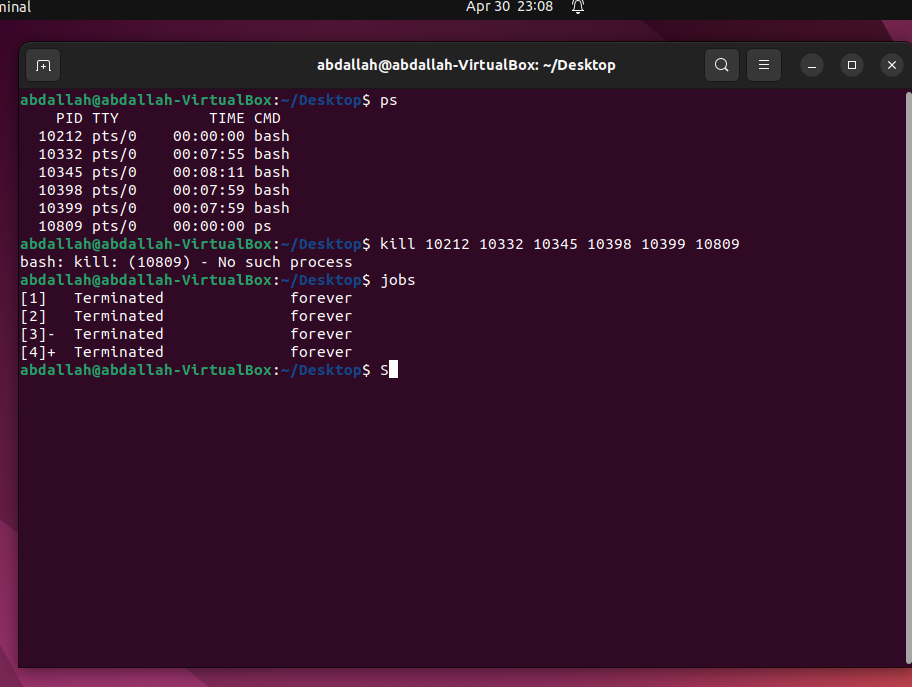 minal
Apr 30 23:08
abdallah@abdallah-VirtualBox: ~/Desktop
abdallah@abdallah-VirtualBox:~/Desktop$ ps
    PID TTY          TIME CMD
  10212 pts/0    00:00:00 bash
  10332 pts/0    00:07:55 bash
  10345 pts/0    00:08:11 bash
  10398 pts/0    00:07:59 bash
  10399 pts/0    00:07:59 bash
  10809 pts/0    00:00:00 ps
abdallah@abdallah-VirtualBox:~/Desktop$ kill 10212 10332 10345 10398 10399 10809
bash: kill: (10809) - No such process
abdallah@abdallah-VirtualBox:~/Desktop$ jobs
[1]   Terminated              forever
[2]   Terminated              forever
[3]-  Terminated              forever
[4]+  Terminated              forever
abdallah@abdallah-VirtualBox:~/Desktop$ S